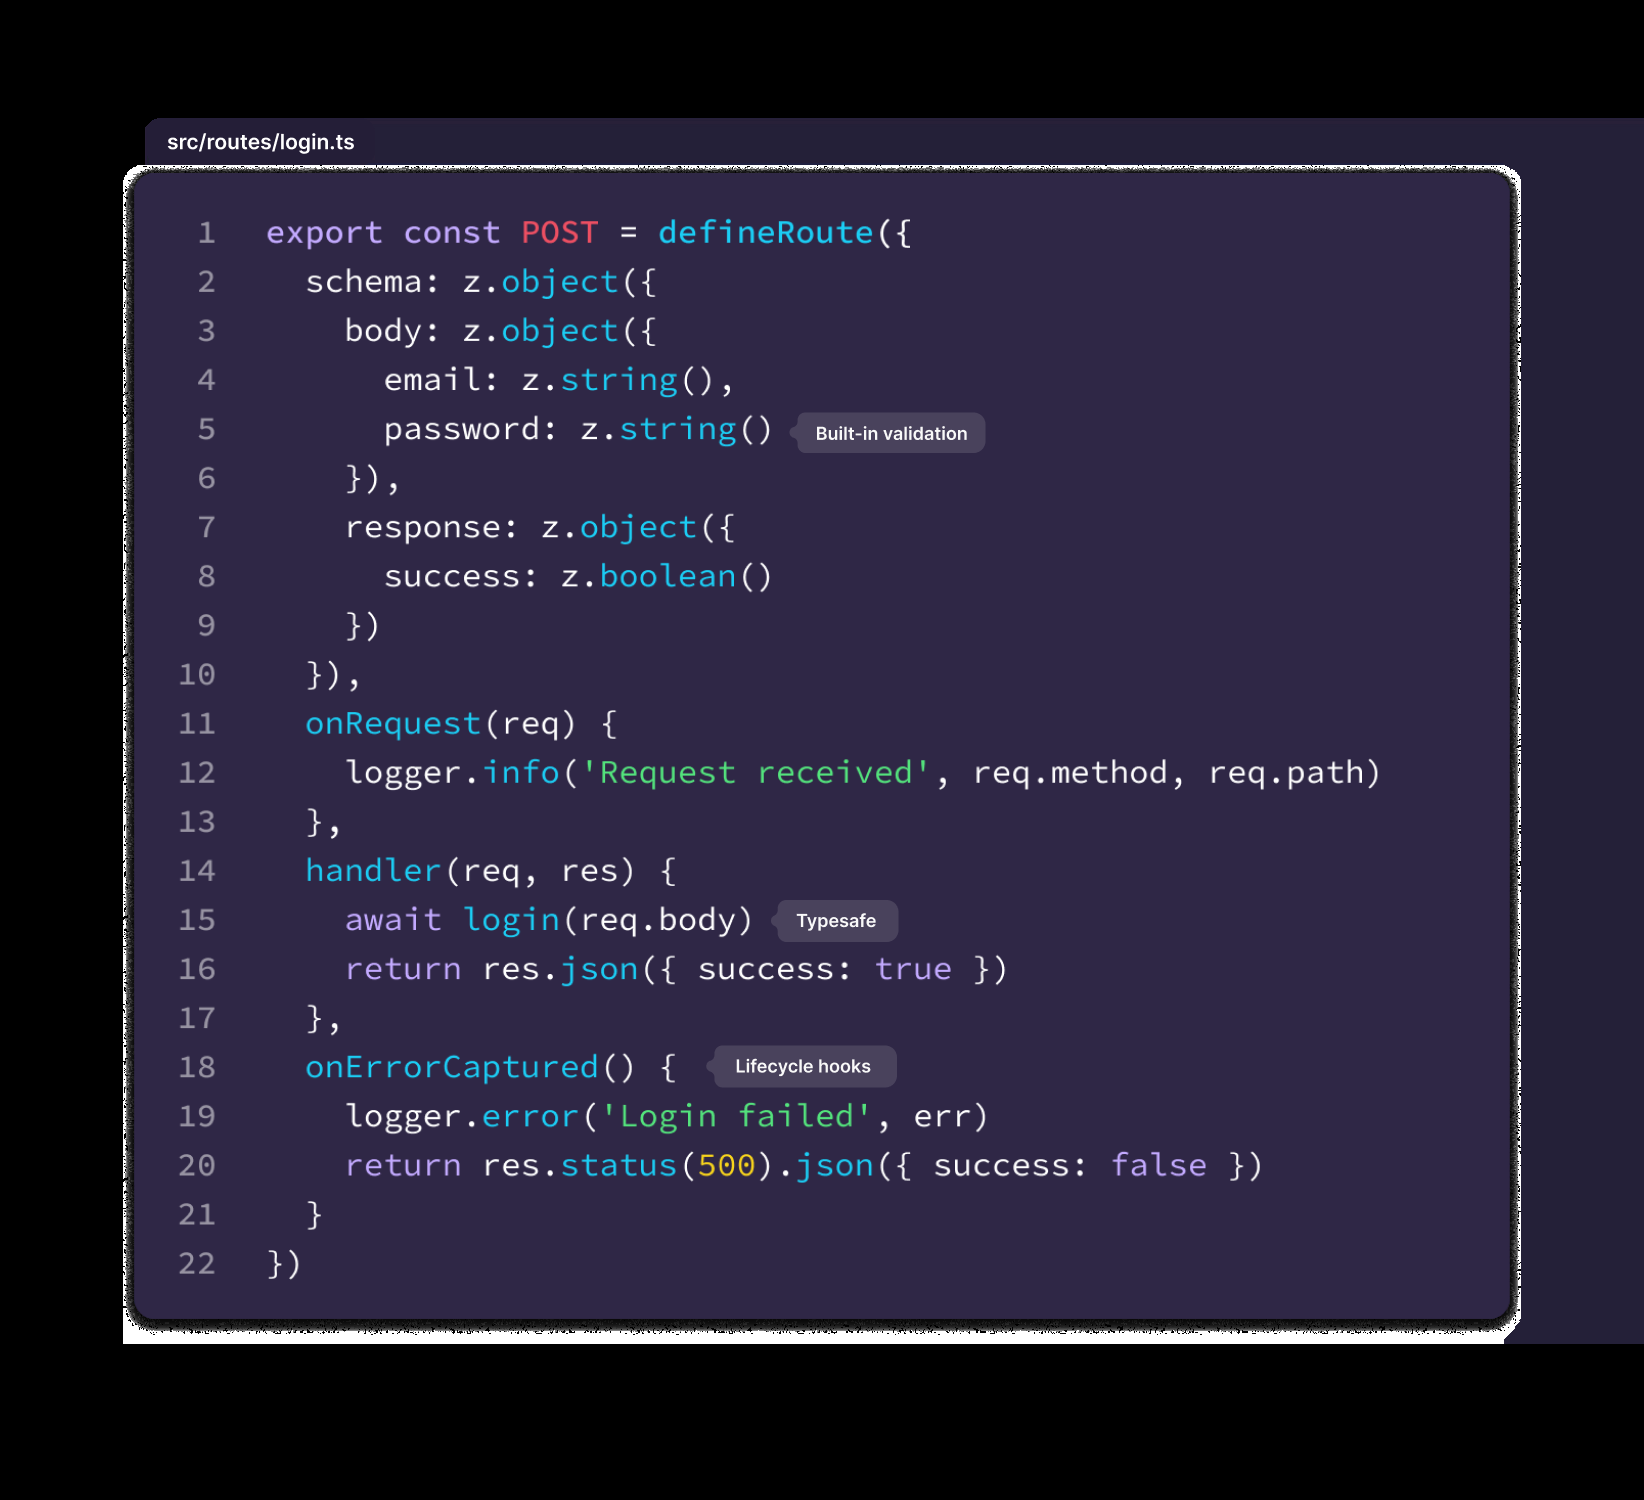 src/routes/login.ts
1 export const POST = defineRoute({
2   schema: z.object({
3     body: z.object({
4       email: z.string(),
5       password: z.string() Built-in validation
6     }),
7     response: z.object({
8       success: z.boolean()
9     })
10   }),
11   onRequest(req) {
12     logger.info('Request received', req.method, req.path)
13   },
14   handler(req, res) {
15     await login(req.body) Typesafe
16     return res.json({ success: true })
17   },
18   onErrorCaptured() { Lifecycle hooks
19     logger.error('Login failed', err)
20     return res.status(500).json({ success: false })
21   }
22 })